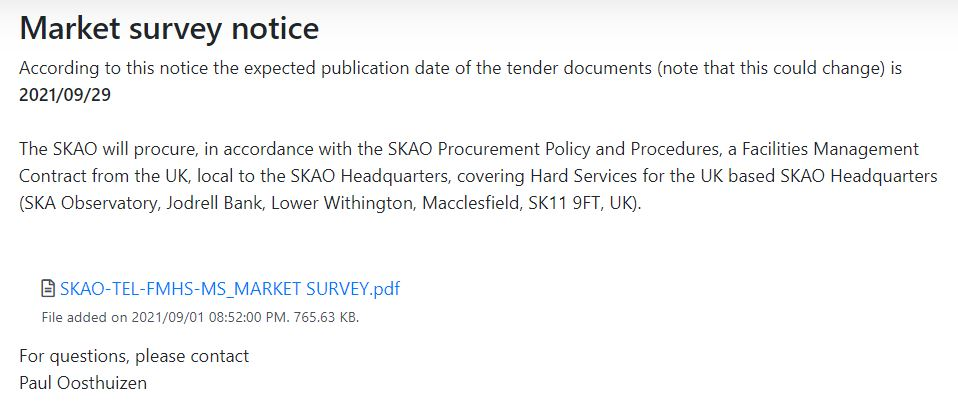 Market survey notice
According to this notice the expected publication date of the tender documents (note that this could change) is
2021/09/29
The SKAO will procure, in accordance with the SKAO Procurement Policy and Procedures, a Facilities Management
Contract from the UK, local to the SKAO Headquarters, covering Hard Services for the UK based SKAO Headquarters
(SKA Observatory, Jodrell Bank, Lower Withington, Macclesfield, SK11 9FT, UK).
SKAO-TEL-FMHS-MS_MARKET SURVEY.pdf
File added on 2021/09/01 08:52:00 PM. 765.63 KB.
For questions, please contact
Paul Oosthuizen